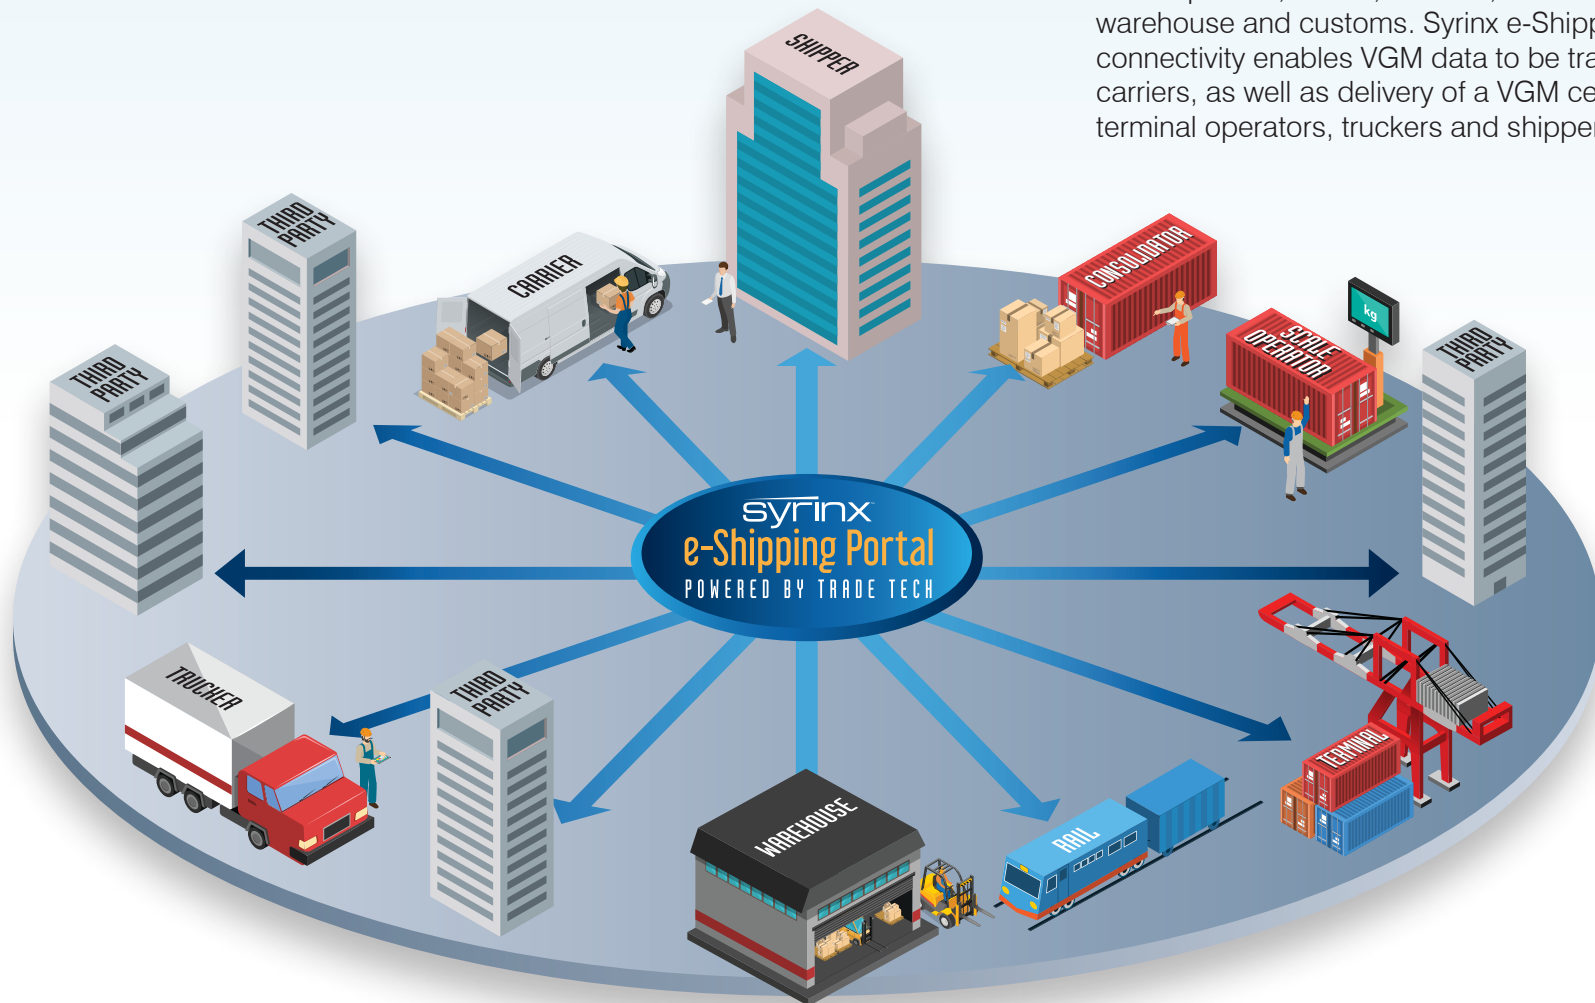 warehouse and customs. Syrinx e-Shipp
connectivity enables VGM data to be tra
carriers, as well as delivery of a VGM ce
terminal operators, truckers and shipper
SHIPPER
THIRD
PARTY
CARRIER
CONSOLIDATOR
kg
SCALE
OPERATOR
THIRD
PARTY
THIRD
PARTY
syrinx
e-Shipping Portal
POWERED BY TRADE TECH
TRUCKER
THIRD
PARTY
TERMINAL
WAREHOUSE
RAIL